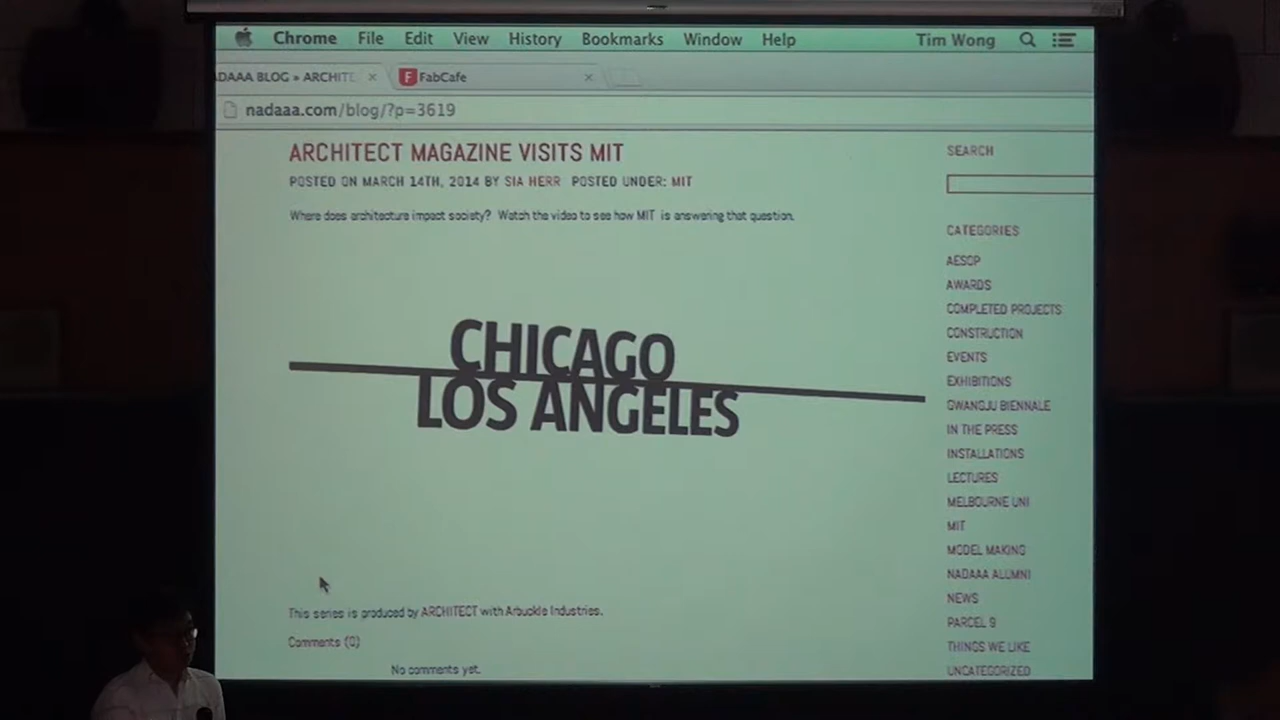 Chrome File Edit View History Bookmarks Window Help Tim Wong
ADAAA BLOG » ARCHITE × FabCafe ×
nadaaa.com/blog/?p=3619
ARCHITECT MAGAZINE VISITS MIT
POSTED ON MARCH 14TH, 2014 BY SIA HERR POSTED UNDER: MIT
Where does architecture impact society? Watch the video to see how MIT is answering that question.
CHICAGO
LOS ANGELES
This series is produced by ARCHITECT with Arbuckle Industries.
Comments (0)
No comments yet.
SEARCH
CATEGORIES
AESOP
AWARDS
COMPLETED PROJECTS
CONSTRUCTION
EVENTS
EXHIBITIONS
GWANGJU BIENNALE
IN THE PRESS
INSTALLATIONS
LECTURES
MELBOURNE UNI
MIT
MODEL MAKING
NADAAA ALUMNI
NEWS
PARCEL 9
THINGS WE LIKE
UNCATEGORIZED